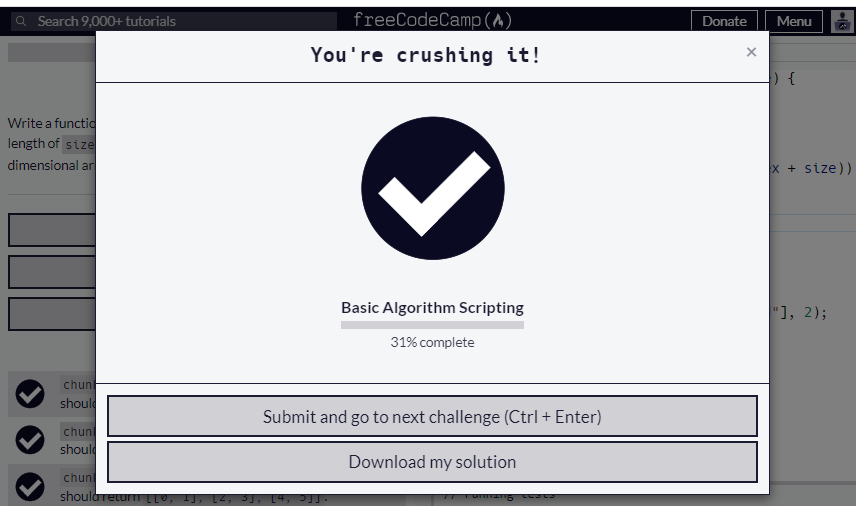 Search 9,000+ tutorials
freeCodeCamp
Donate
Menu
You're crushing it!
×
) {
Write a functio
length of size
dimensional ar
x + size))
Basic Algorithm Scripting
31% complete
"], 2);
chun
should
Submit and go to next challenge (Ctrl + Enter)
chun
should
Download my solution
chun
should return [[0, 1], [2, 3], [4, 5]].
// running tests